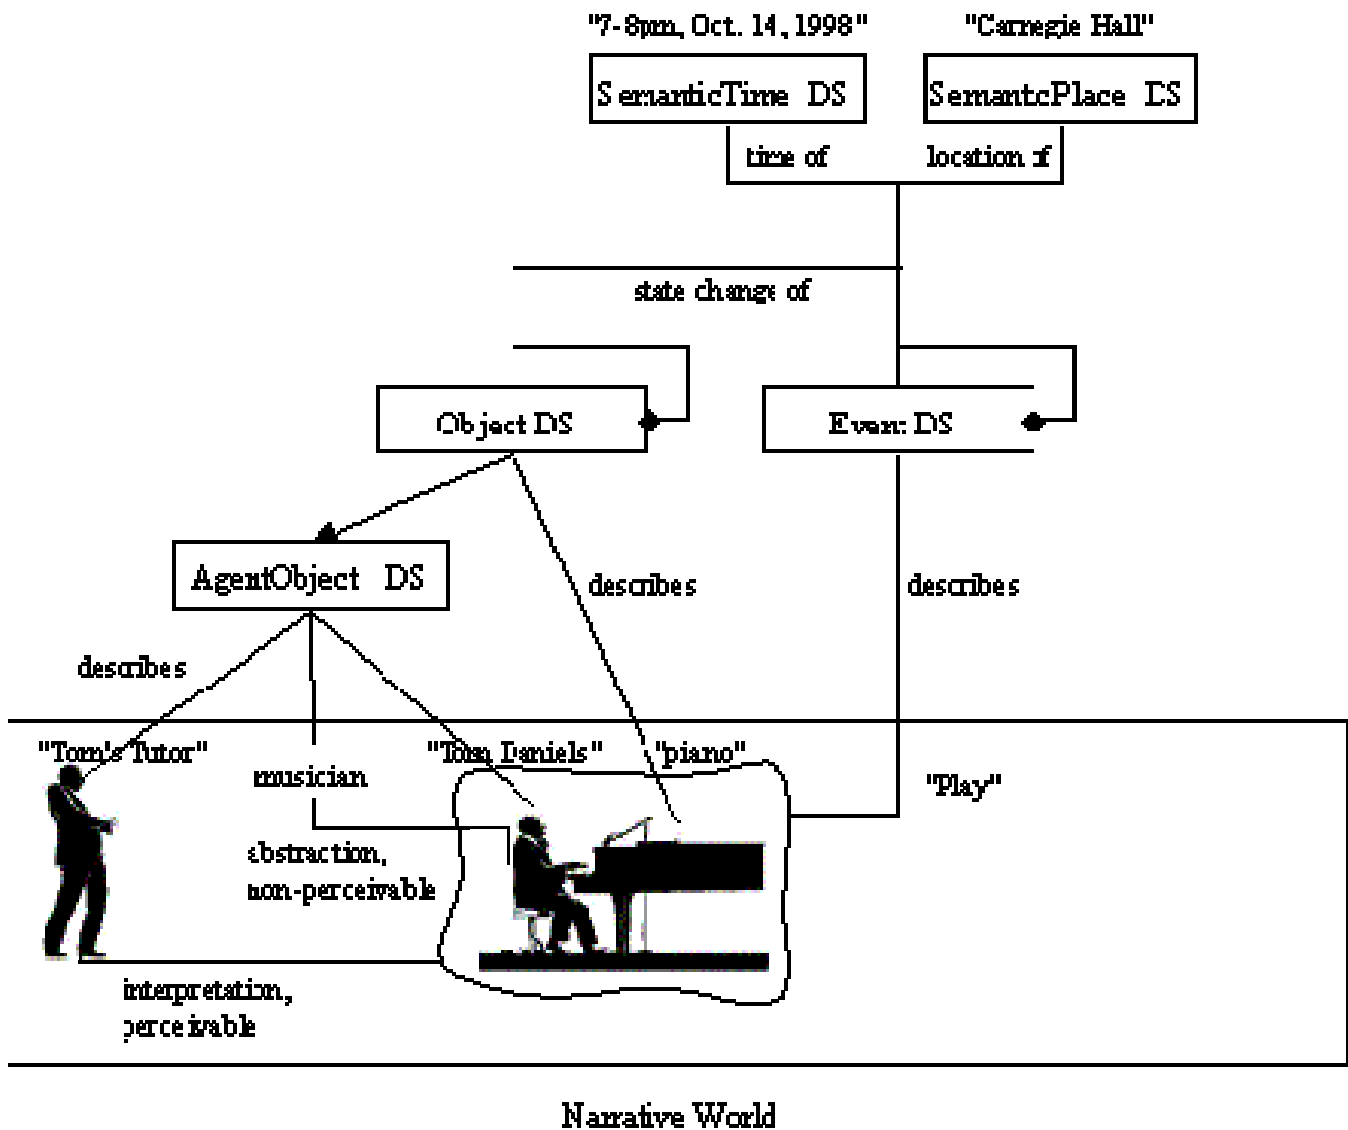 "7-8pm, Oct. 14, 1998"
"Carnegie Hall"
SemanticTime DS
SemantcPlace DS
time of
location of
state change of
Object DS
Event DS
AgentObject DS
describes
describes
describes
"Tom's Tutor"
"Tom Daniels"
"piano"
musician
"Play"
abstraction,
non-perceivable
interpretation,
perceivable
Narrative World